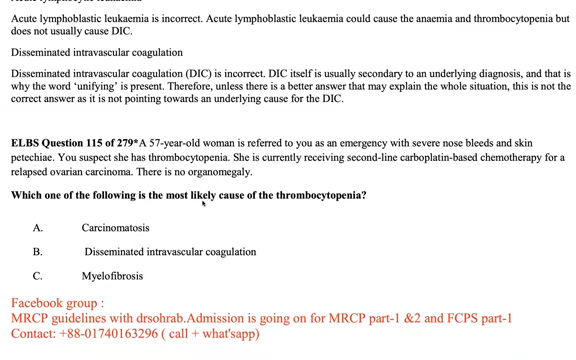 Acute lymphoblastic leukaemia is incorrect. Acute lymphoblastic leukaemia could cause the anaemia and thrombocytopenia but
does not usually cause DIC.
Disseminated intravascular coagulation
Disseminated intravascular coagulation (DIC) is incorrect. DIC itself is usually secondary to an underlying diagnosis, and that is
why the word ‘unifying’ is present. Therefore, unless there is a better answer that may explain the whole situation, this is not the
correct answer as it is not pointing towards an underlying cause for the DIC.
ELBS Question 115 of 279*A 57-year-old woman is referred to you as an emergency with severe nose bleeds and skin
petechiae. You suspect she has thrombocytopenia. She is currently receiving second-line carboplatin-based chemotherapy for a
relapsed ovarian carcinoma. There is no organomegaly.
Which one of the following is the most likely cause of the thrombocytopenia?
A. Carcinomatosis
B. Disseminated intravascular coagulation
C. Myelofibrosis
Facebook group :
MRCP guidelines with drsohrab.Admission is going on for MRCP part-1 &2 and FCPS part-1
Contact: +88-01740163296 ( call + what'sapp)